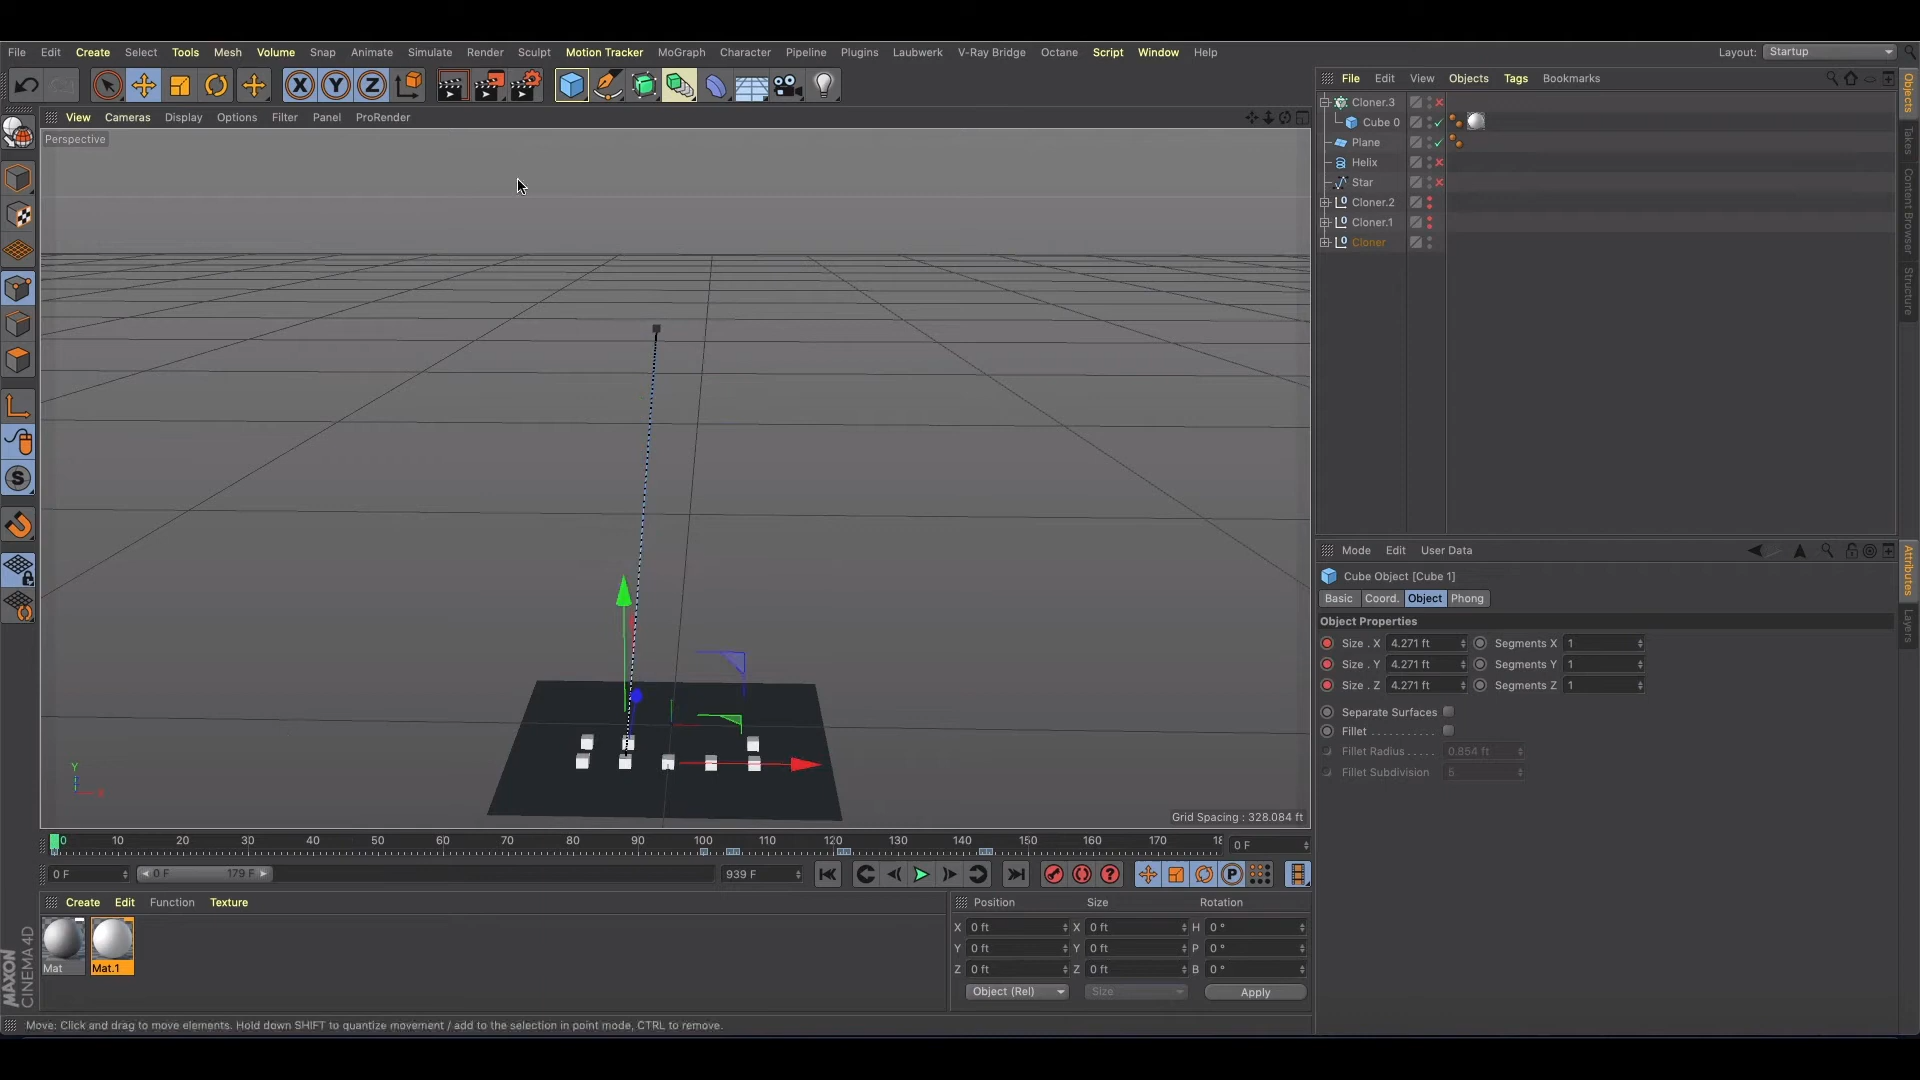 File Edit Create Select Tools Mesh Volume Snap Animate Simulate Render Sculpt Motion Tracker MoGraph Character Pipeline Plugins Laubwerk V-Ray Bridge Octane Script Window Help
Layout: Startup
View Cameras Display Options Filter Panel ProRender
Perspective
File Edit View Objects Tags Bookmarks
Cloner.3
Cube 0
Plane
Helix
Star
Cloner.2
Cloner.1
Cloner
Objects
Takes
Content Browser
Structure
Mode Edit User Data
Cube Object [Cube 1]
Basic Coord. Object Phong
Object Properties
Size . X 4.271 ft Segments X 1
Size . Y 4.271 ft Segments Y 1
Size . Z 4.271 ft Segments Z 1
Separate Surfaces
Fillet . . . . . . . . . . .
Fillet Radius . . . . 0.854 ft
Fillet Subdivision 5
Attributes
Layers
Y
Grid Spacing : 328.084 ft
0 10 20 30 40 50 60 70 80 90 100 110 120 130 140 150 160 170 0 F
0 F 0 F 179 F 939 F
Create Edit Function Texture
Mat Mat.1
Position Size Rotation
X 0 ft X 0 ft H 0 °
Y 0 ft Y 0 ft P 0 °
Z 0 ft Z 0 ft B 0 °
Object (Rel) Size Apply
MAXON
CINEMA4D
Move: Click and drag to move elements. Hold down SHIFT to quantize movement / add to the selection in point mode, CTRL to remove.